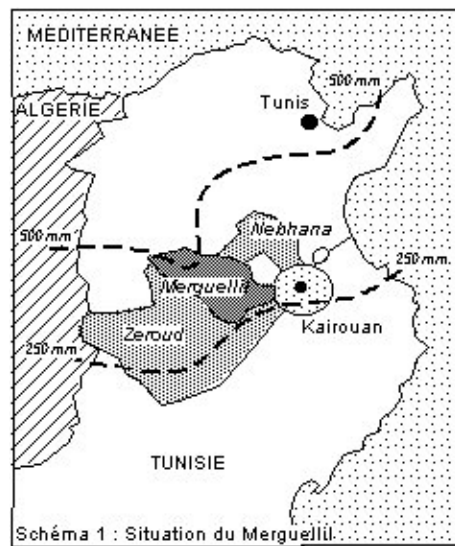 MEDITERRANEE
500 mm
ALGERIE
Tunis
Nebhana
500 mm
250 mm.
Merguellil
Zeroud
Kairouan
250 mm
TUNISIE
Schéma 1 : Situation du Merguellil